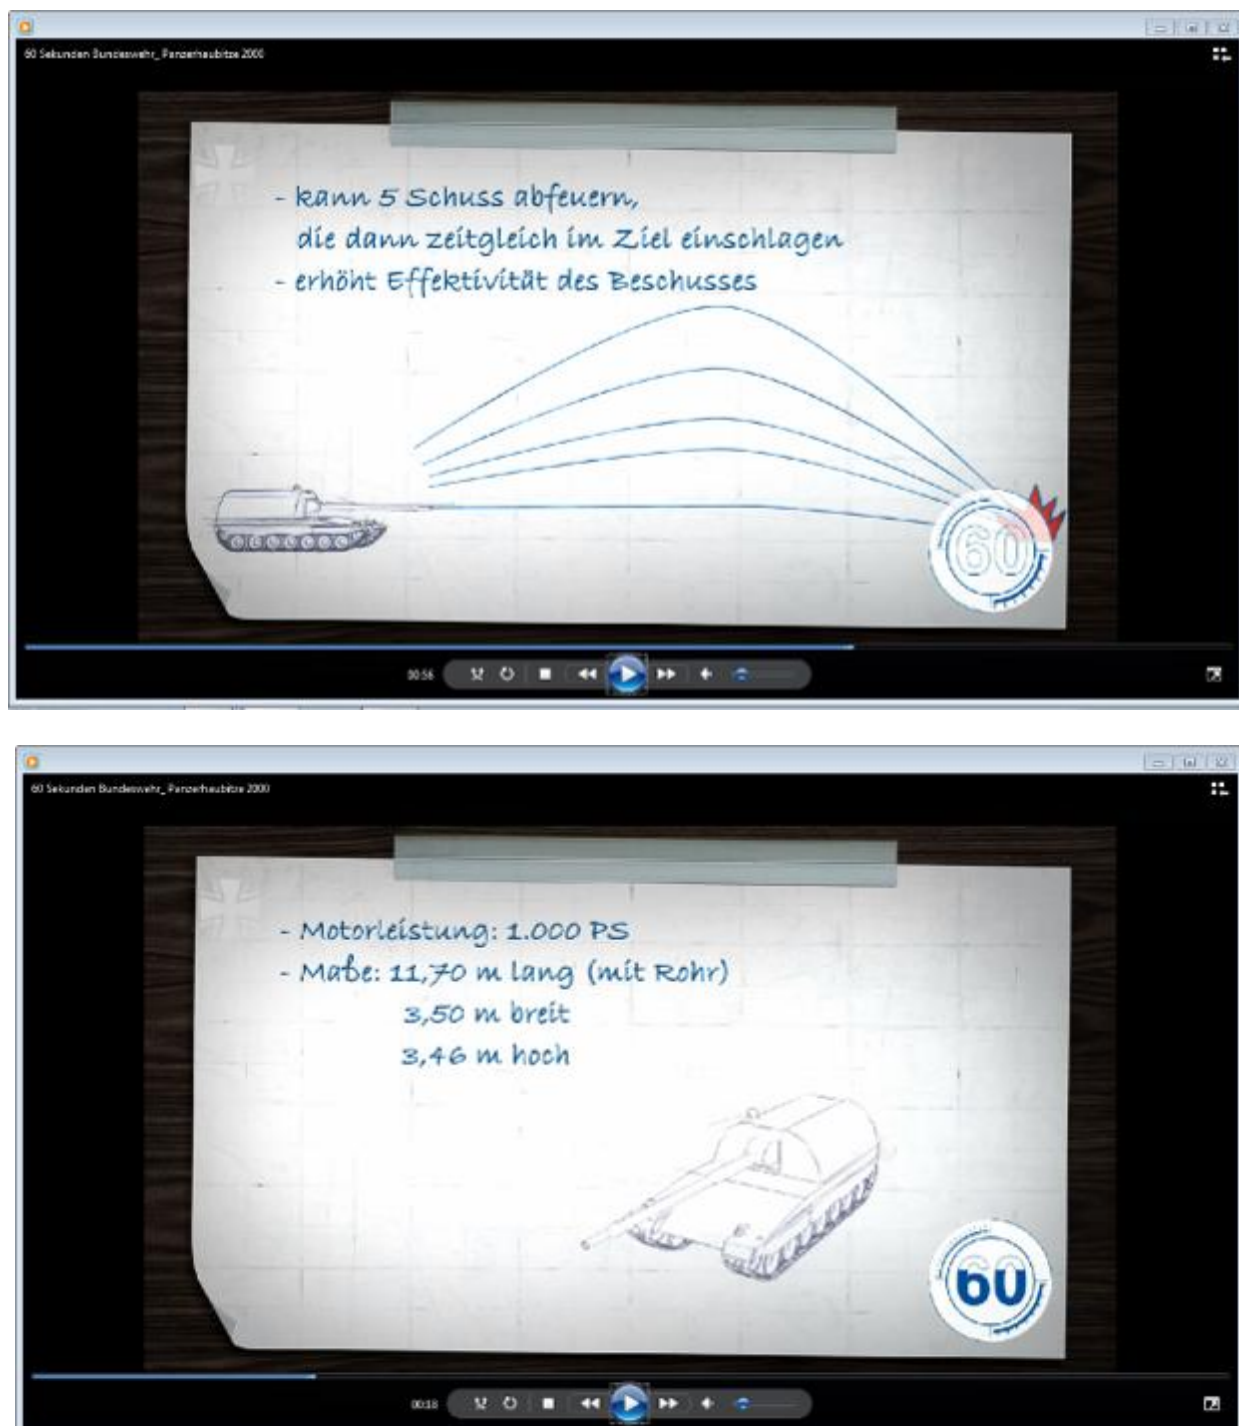 60 Sekunden Bundeswehr_ Panzerhaubitze 2000
- kann 5 Schuss abfeuern,
die dann zeitgleich im Ziel einschlagen
- erhöht Effektivität des Beschusses
60
00:56
60 Sekunden Bundeswehr_ Panzerhaubitze 2000
- Motorleistung: 1.000 PS
- Maße: 11,70 m lang (mit Rohr)
3,50 m breit
3,46 m hoch
60
00:18